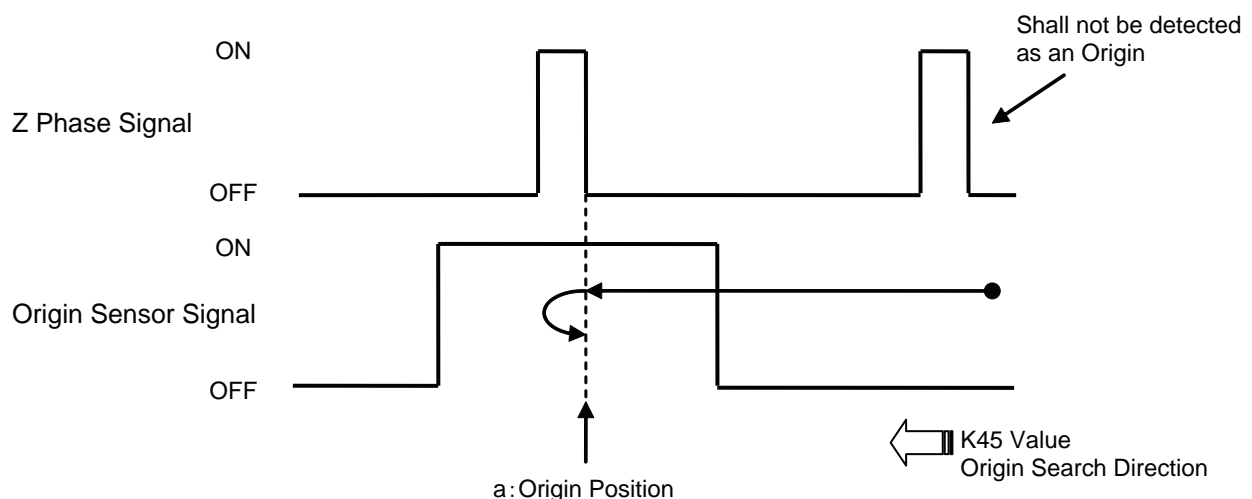 Shall not be detected
as an Origin
ON
Z Phase Signal
OFF
ON
Origin Sensor Signal
OFF
K45 Value
Origin Search Direction
a:Origin Position